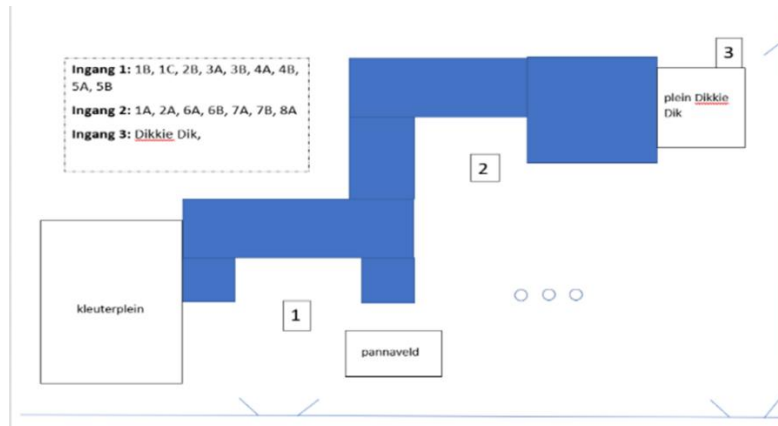 Ingang 1: 1B, 1C, 2B, 3A, 3B, 4A, 4B,
5A, 5B
Ingang 2: 1A, 2A, 6A, 6B, 7A, 7B, 8A
Ingang 3: Dikkie Dik,
3
plein Dikkie
Dik
2
kleuterplein
1
pannaveld